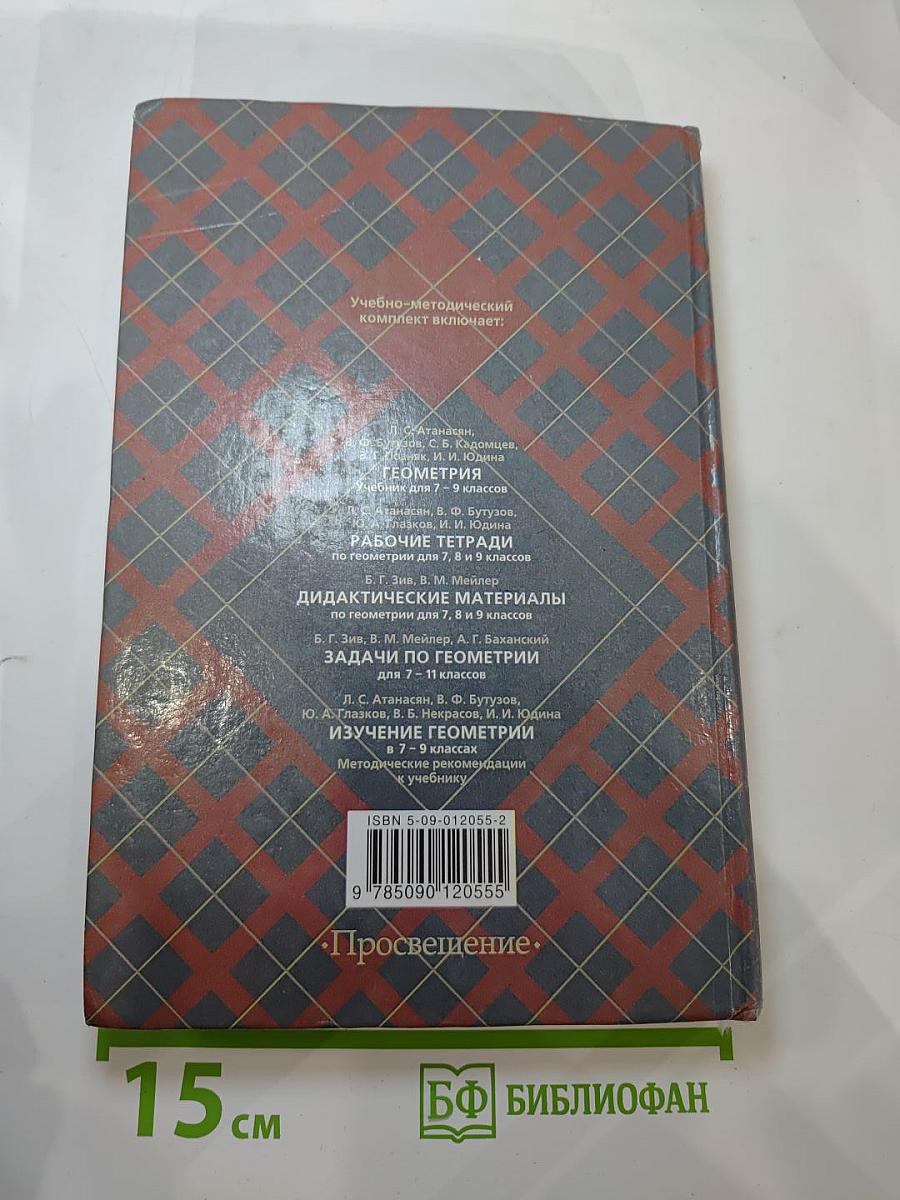 Учебно-методический
комплект включает:
Л. С. Атанасян,
В. Ф. Бутузов, С. Б. Кадомцев,
Э. Г. Позняк, И. И. Юдина
ГЕОМЕТРИЯ
Учебник для 7 – 9 классов
Л. С. Атанасян, В. Ф. Бутузов,
Ю. А. Глазков, И. И. Юдина
РАБОЧИЕ ТЕТРАДИ
по геометрии для 7, 8 и 9 классов
Б. Г. Зив, В. М. Мейлер
ДИДАКТИЧЕСКИЕ МАТЕРИАЛЫ
по геометрии для 7, 8 и 9 классов
Б. Г. Зив, В. М. Мейлер, А. Г. Баханский
ЗАДАЧИ ПО ГЕОМЕТРИИ
для 7 – 11 классов
Л. С. Атанасян, В. Ф. Бутузов,
Ю. А. Глазков, В. Б. Некрасов, И. И. Юдина
ИЗУЧЕНИЕ ГЕОМЕТРИИ
в 7 – 9 классах
Методические рекомендации
к учебнику
ISBN 5-09-012055-2
9 785090 120555
·Просвещение·
15 см
БФ БИБЛИОФАН